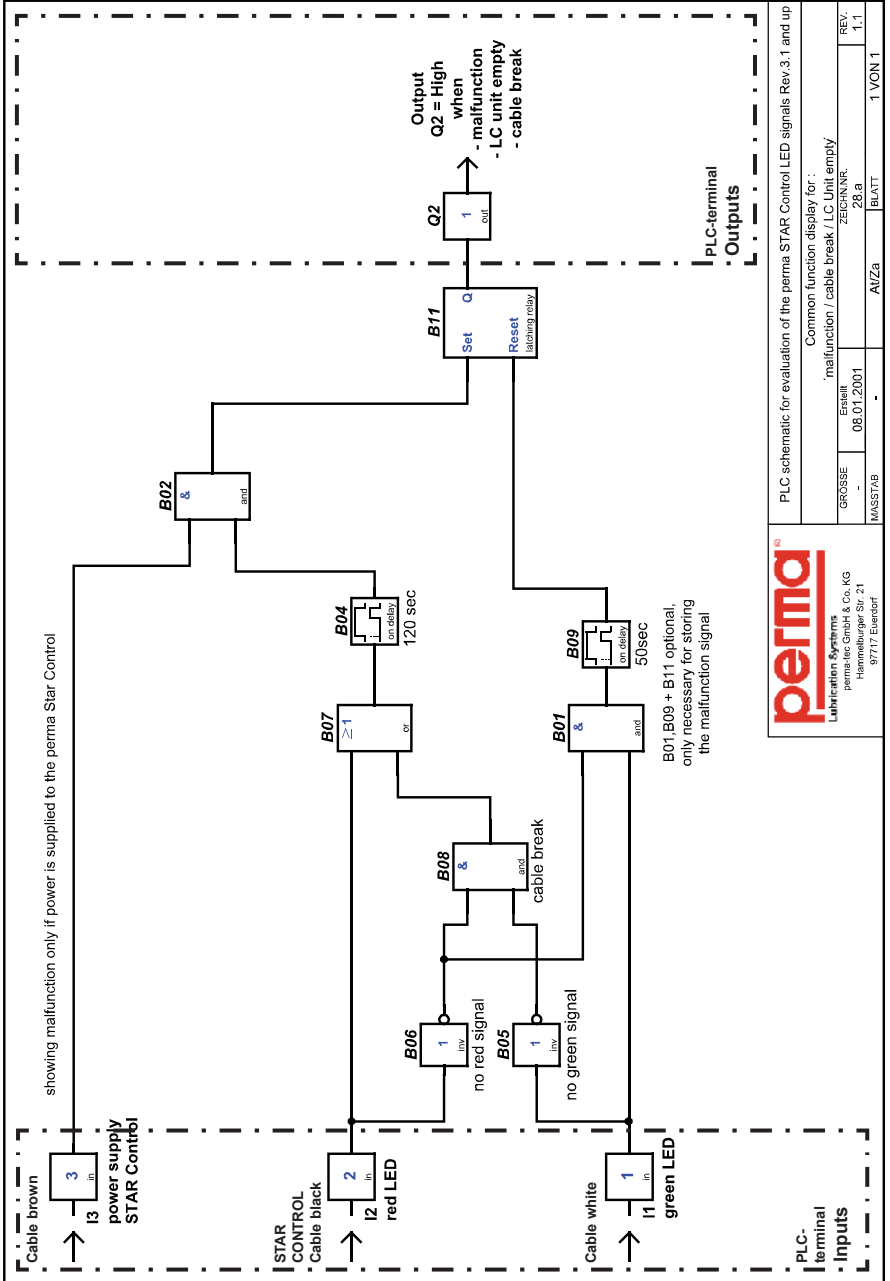 Cable brown
3
in
I3
power supply
STAR Control
showing malfunction only if power is supplied to the perma Star Control
STAR
CONTROL
Cable black
2
in
I2
red LED
Cable white
1
in
I1
green LED
PLC-
terminal
Inputs
B06
1
inv
no red signal
B05
1
inv
no green signal
B08
&
and
cable break
B07
≥1
or
B01
&
and
B04
on delay
120 sec
B09
on delay
50sec
B01,B09 + B11 optional,
only necessary for storing
the malfunction signal
B02
&
and
B11
Set
Q
Reset
latching relay
Q2
1
out
Output
Q2 = High
when
- malfunction
- LC unit empty
- cable break
PLC-terminal
Outputs
perma®
Lubrication Systems
perma-tec GmbH & Co. KG
Hammelburger Str. 21
97717 Euerdorf
PLC schematic for evaluation of the perma STAR Control LED signals Rev.3.1 and up
Common function display for :
´malfunction / cable break / LC Unit empty´
GRÖSSE
-
Erstellt
08.01.2001
ZEICHN.NR.
28.a
REV.
1.1
MASSTAB
-
At/Za
BLATT
1 VON 1